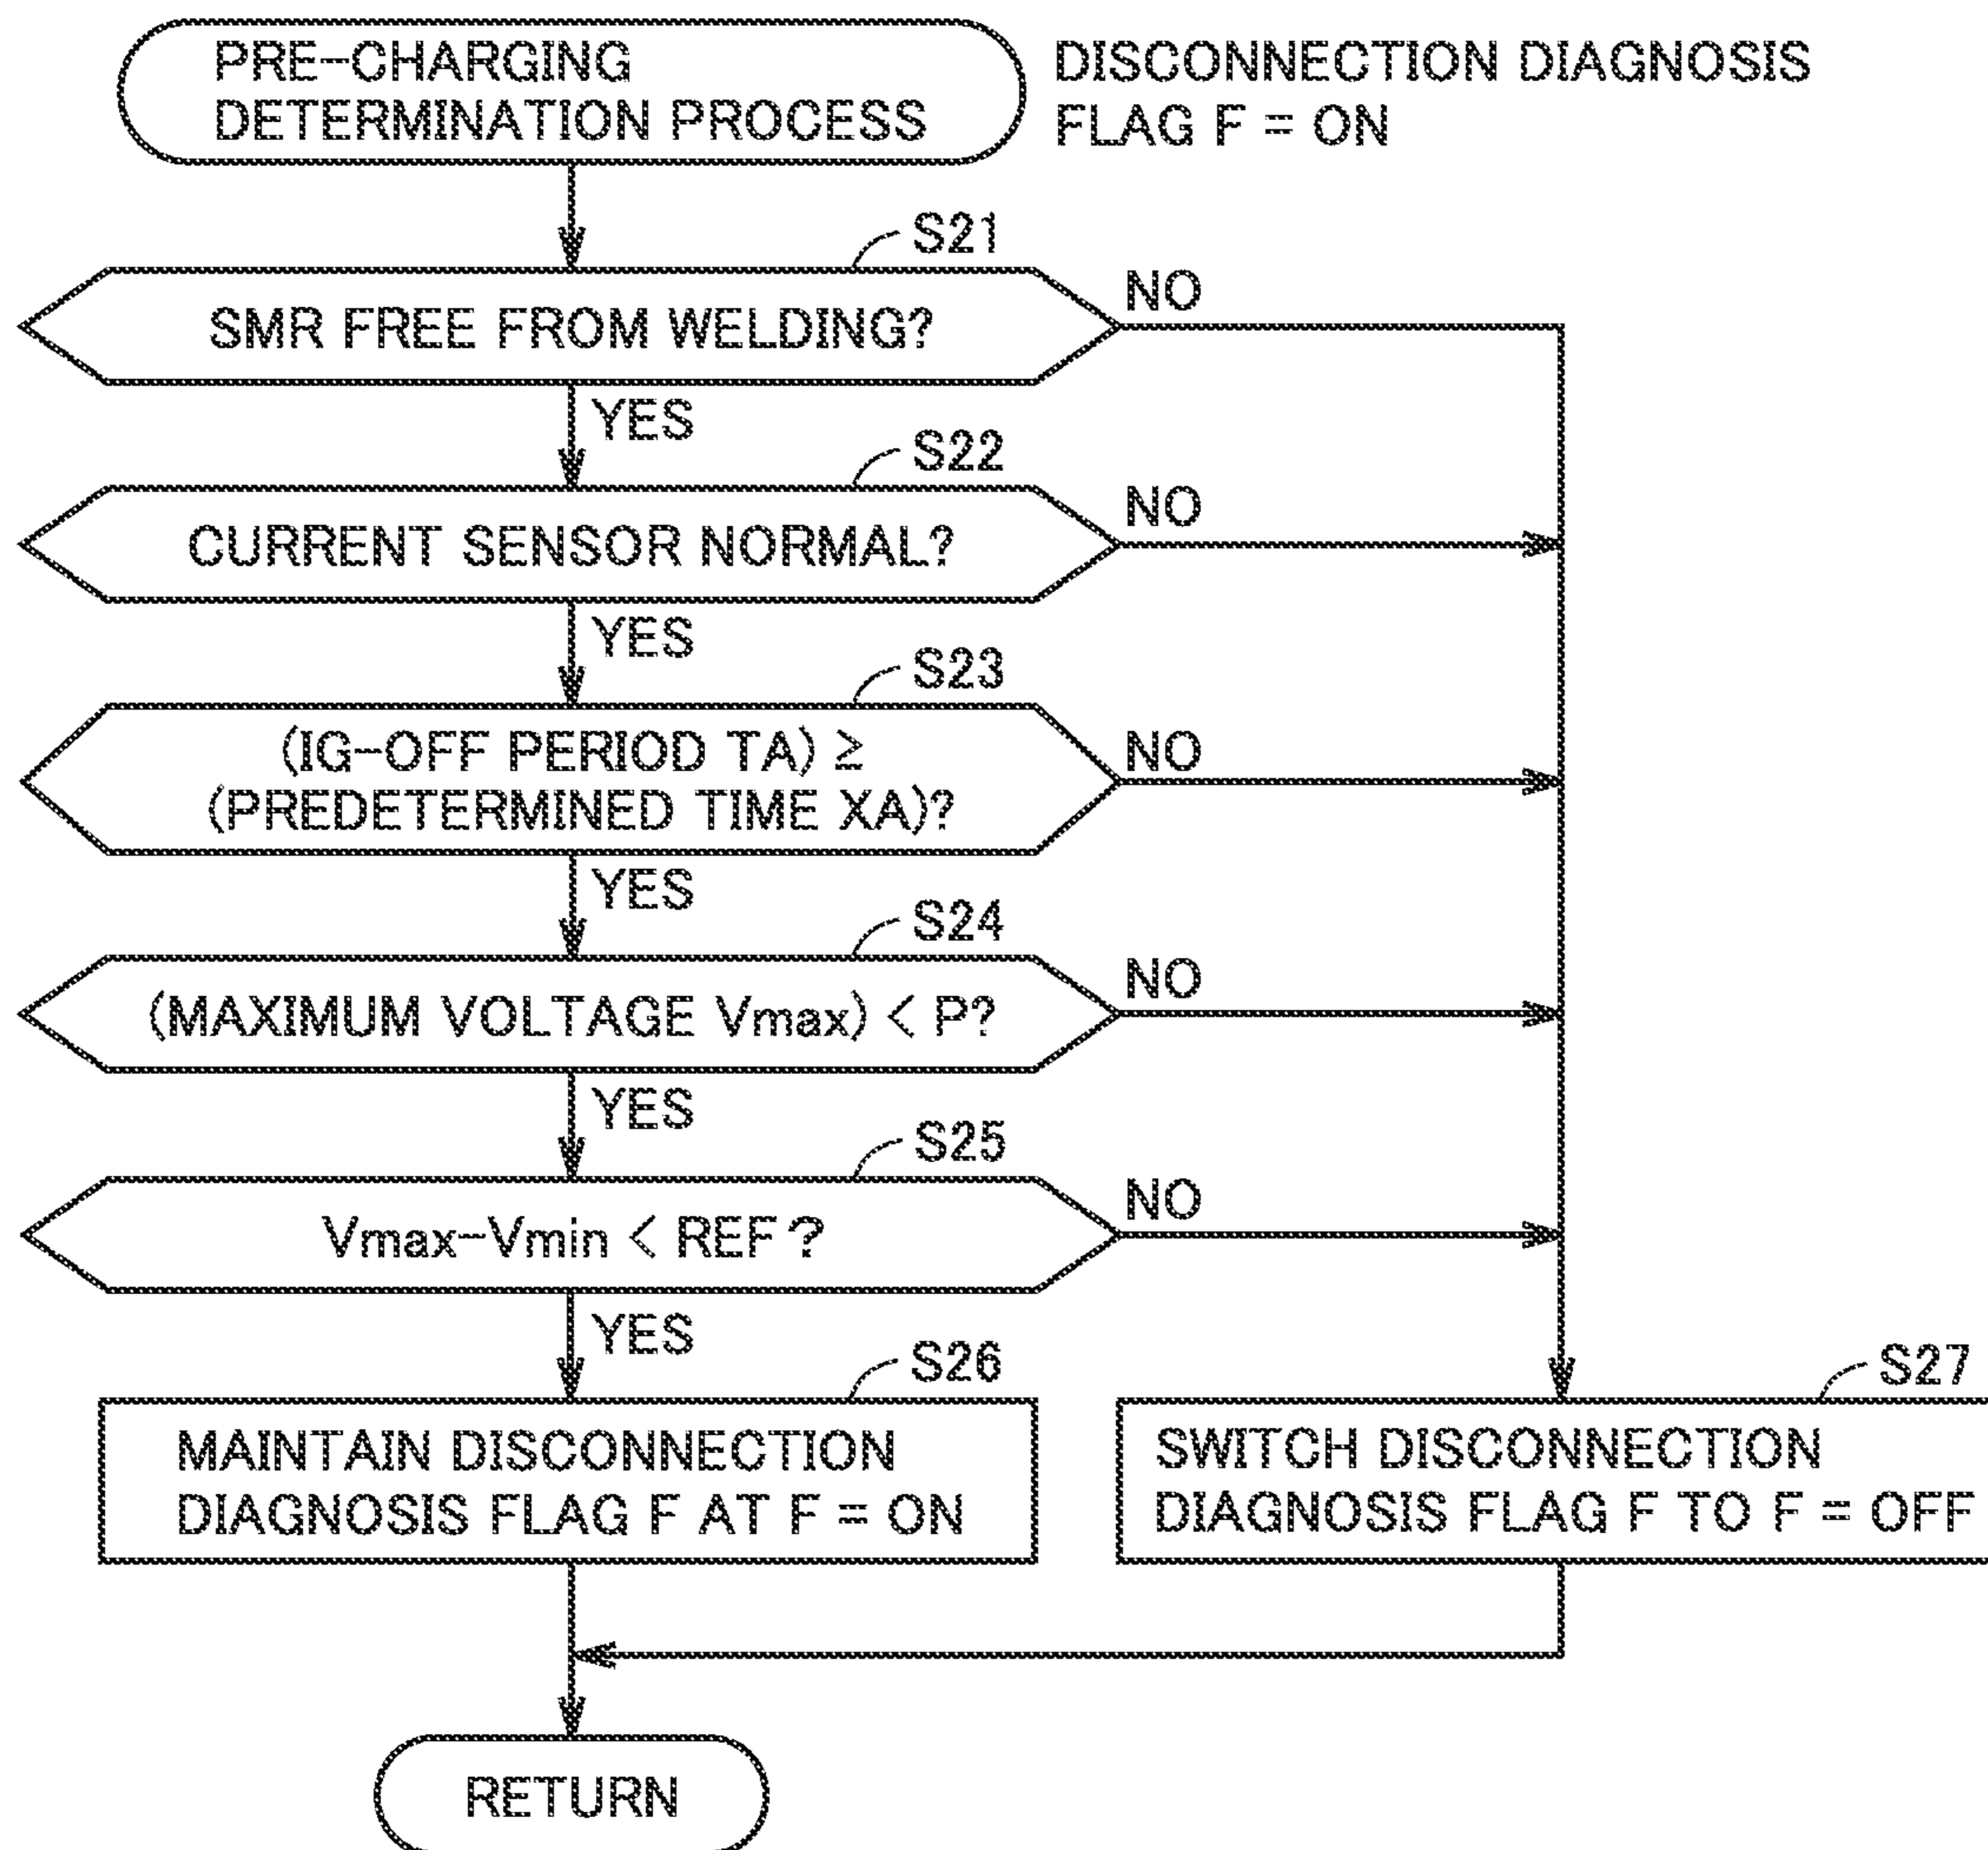 PRE-CHARGING
DETERMINATION PROCESS
DISCONNECTION DIAGNOSIS
FLAG F = ON
S21
SMR FREE FROM WELDING?
NO
YES
S22
CURRENT SENSOR NORMAL?
NO
YES
S23
(IG-OFF PERIOD TA) ≥
(PREDETERMINED TIME XA)?
NO
YES
S24
(MAXIMUM VOLTAGE Vmax) < P?
NO
YES
S25
Vmax-Vmin < REF ?
NO
YES
S26
MAINTAIN DISCONNECTION
DIAGNOSIS FLAG F AT F = ON
S27
SWITCH DISCONNECTION
DIAGNOSIS FLAG F TO F = OFF
RETURN